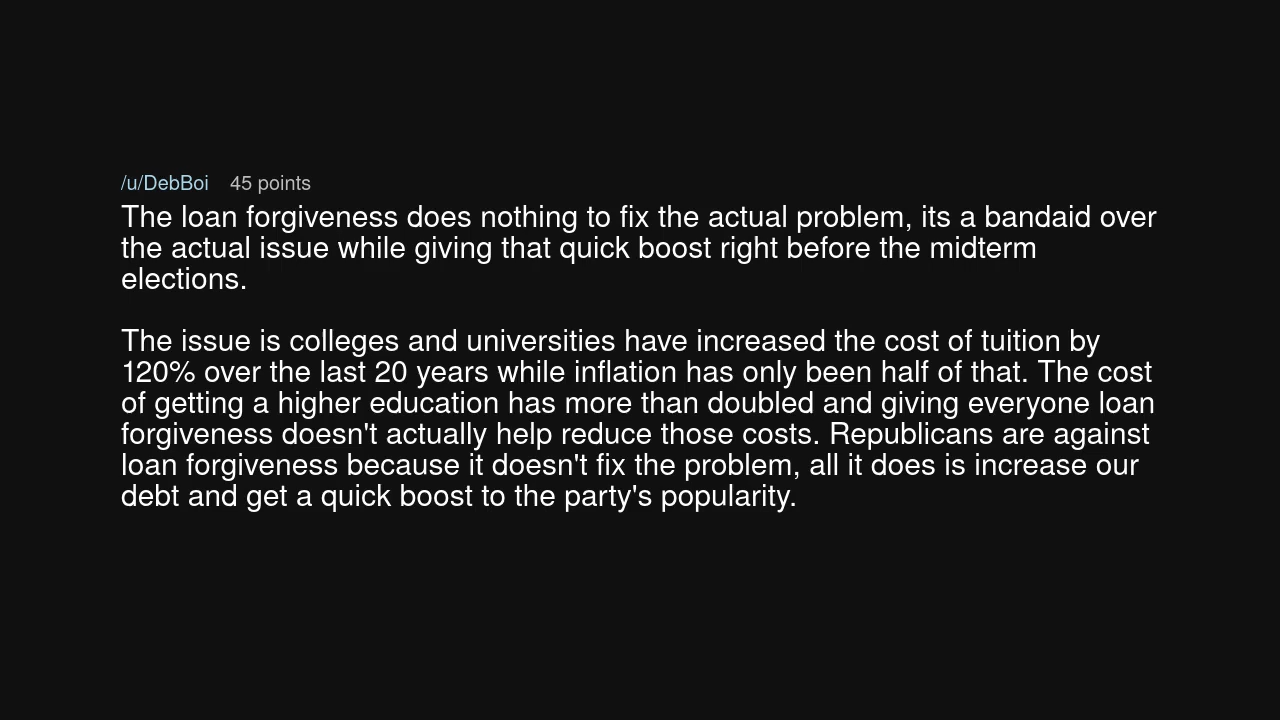 /u/DebBoi 45 points
The loan forgiveness does nothing to fix the actual problem, its a bandaid over
the actual issue while giving that quick boost right before the midterm
elections.
The issue is colleges and universities have increased the cost of tuition by
120% over the last 20 years while inflation has only been half of that. The cost
of getting a higher education has more than doubled and giving everyone loan
forgiveness doesn't actually help reduce those costs. Republicans are against
loan forgiveness because it doesn't fix the problem, all it does is increase our
debt and get a quick boost to the party's popularity.